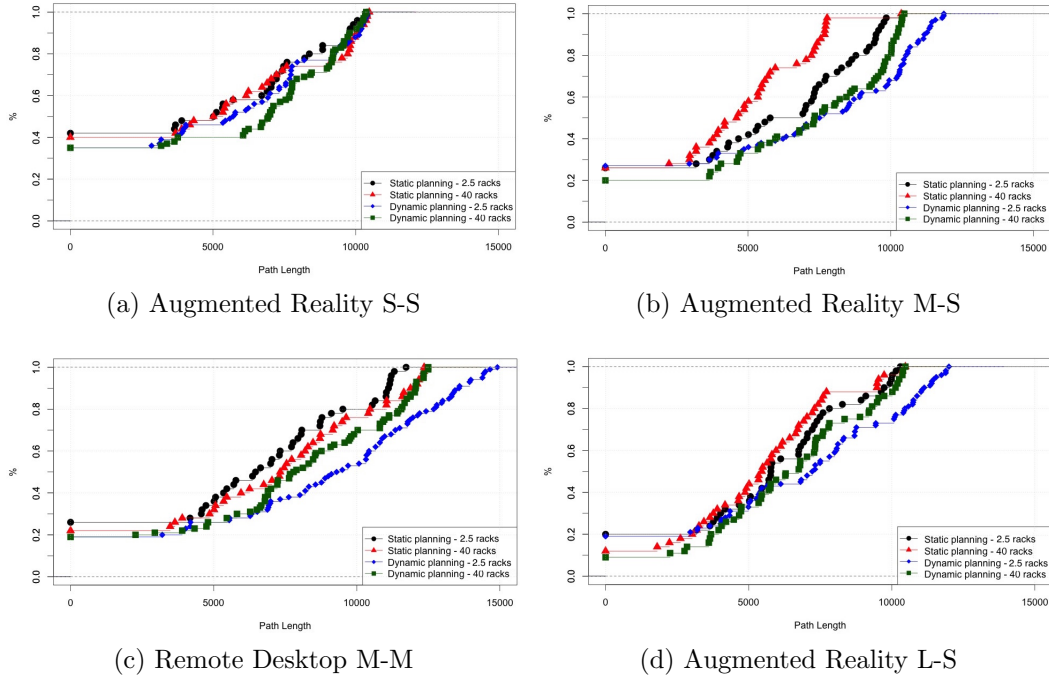 1.0
0.8
0.6
0.4
0.2
0.0
%
0
5000
10000
15000
Path Length
Static planning - 2.5 racks
Static planning - 40 racks
Dynamic planning - 2.5 racks
Dynamic planning - 40 racks
(a) Augmented Reality S-S
1.0
0.8
0.6
0.4
0.2
0.0
%
0
5000
10000
15000
Path Length
Static planning - 2.5 racks
Static planning - 40 racks
Dynamic planning - 2.5 racks
Dynamic planning - 40 racks
(b) Augmented Reality M-S
1.0
0.8
0.6
0.4
0.2
0.0
%
0
5000
10000
15000
Path Length
Static planning - 2.5 racks
Static planning - 40 racks
Dynamic planning - 2.5 racks
Dynamic planning - 40 racks
(c) Remote Desktop M-M
1.0
0.8
0.6
0.4
0.2
0.0
%
0
5000
10000
15000
Path Length
Static planning - 2.5 racks
Static planning - 40 racks
Dynamic planning - 2.5 racks
Dynamic planning - 40 racks
(d) Augmented Reality L-S